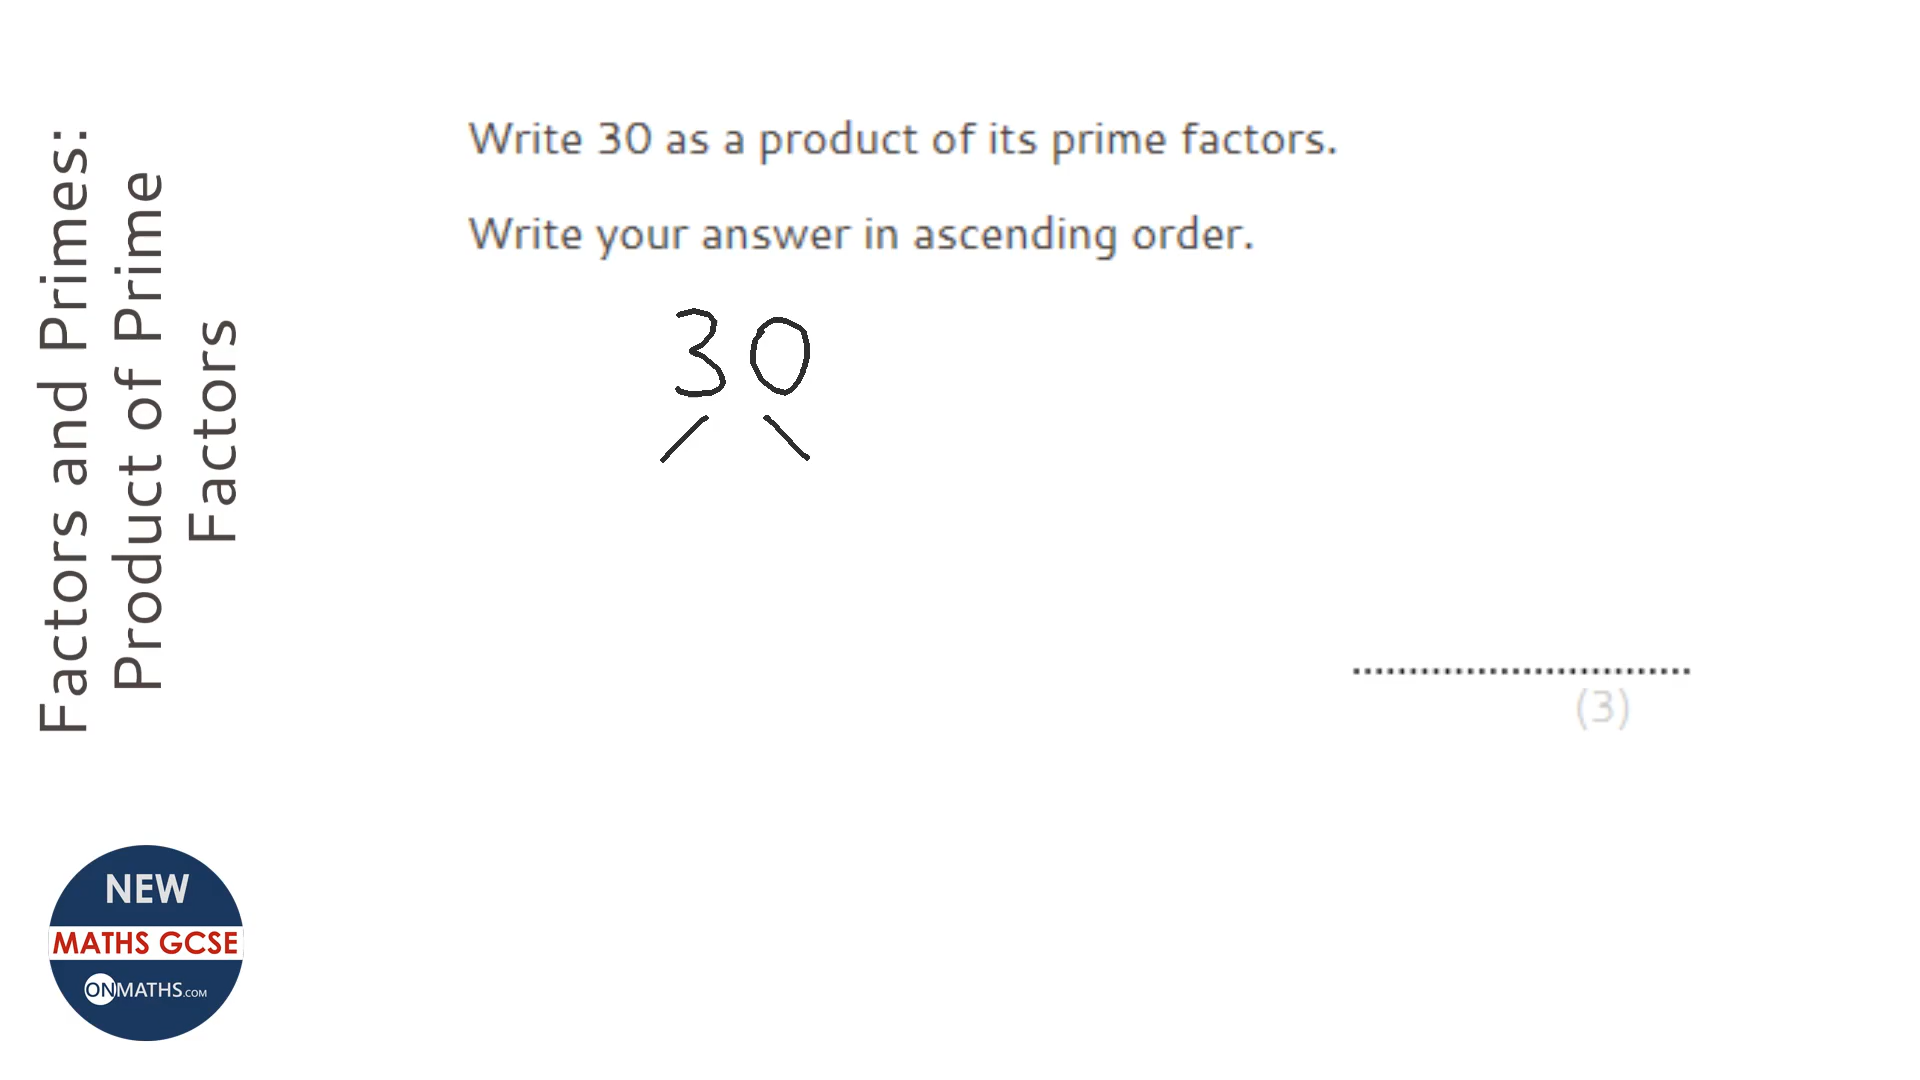 Factors and Primes:
Product of Prime
Factors
Write 30 as a product of its prime factors.
Write your answer in ascending order.
30
(3)
NEW
MATHS GCSE
ONMATHS.COM